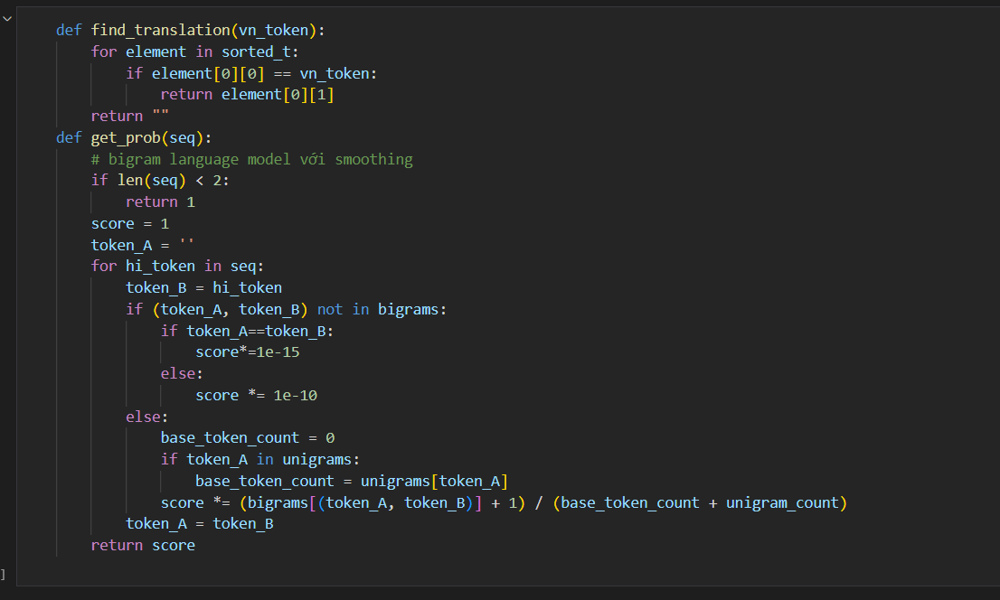 def find_translation(vn_token):
    for element in sorted_t:
        if element[0][0] == vn_token:
            return element[0][1]
    return ""
def get_prob(seq):
    # bigram language model với smoothing
    if len(seq) < 2:
        return 1
    score = 1
    token_A = ''
    for hi_token in seq:
        token_B = hi_token
        if (token_A, token_B) not in bigrams:
            if token_A==token_B:
                score*=1e-15
            else:
                score *= 1e-10
        else:
            base_token_count = 0
            if token_A in unigrams:
                base_token_count = unigrams[token_A]
            score *= (bigrams[(token_A, token_B)] + 1) / (base_token_count + unigram_count)
        token_A = token_B
    return score
]